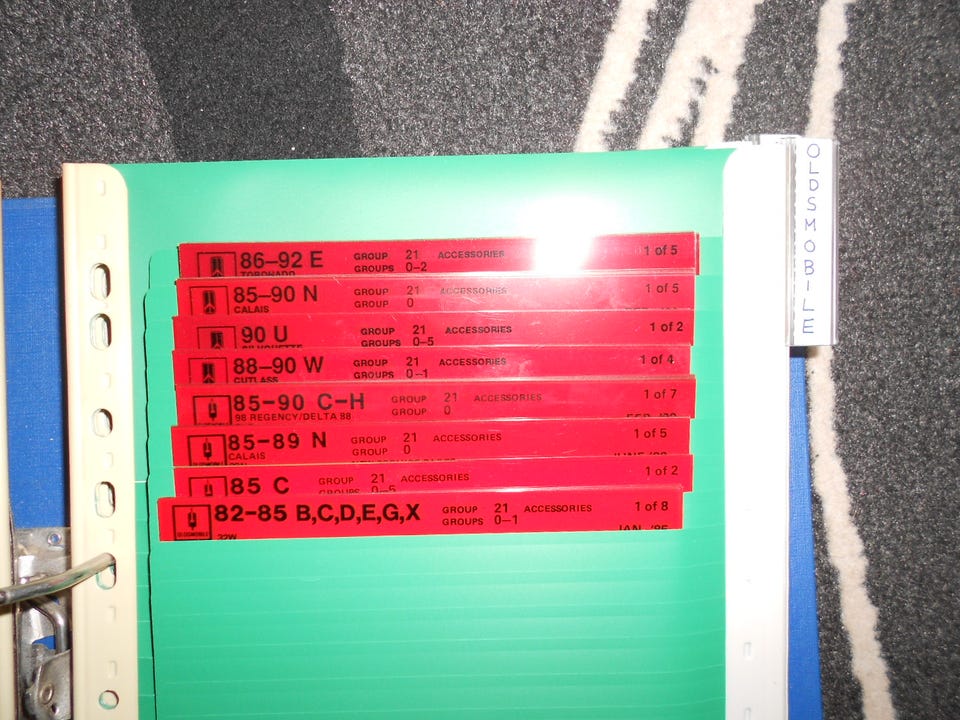 OLDSMOBILE
86–92 E GROUP 21 ACCESSORIES 1 of 5
TORONADO GROUPS 0–2
85–90 N GROUP 21 ACCESSORIES 1 of 5
CALAIS GROUP 0
90 U GROUP 21 ACCESSORIES 1 of 2
SILHOUETTE GROUPS 0–5
88–90 W GROUP 21 ACCESSORIES 1 of 4
CUTLASS GROUPS 0–1
85–90 C–H GROUP 21 ACCESSORIES 1 of 7
98 REGENCY/DELTA 88 GROUP 0
85–89 N GROUP 21 ACCESSORIES 1 of 5
CALAIS GROUP 0
85 C GROUP 21 ACCESSORIES 1 of 2
GROUPS 0–5
82–85 B,C,D,E,G,X GROUP 21 ACCESSORIES 1 of 8
GROUPS 0–1
OLDSMOBILE 32W JAN '85